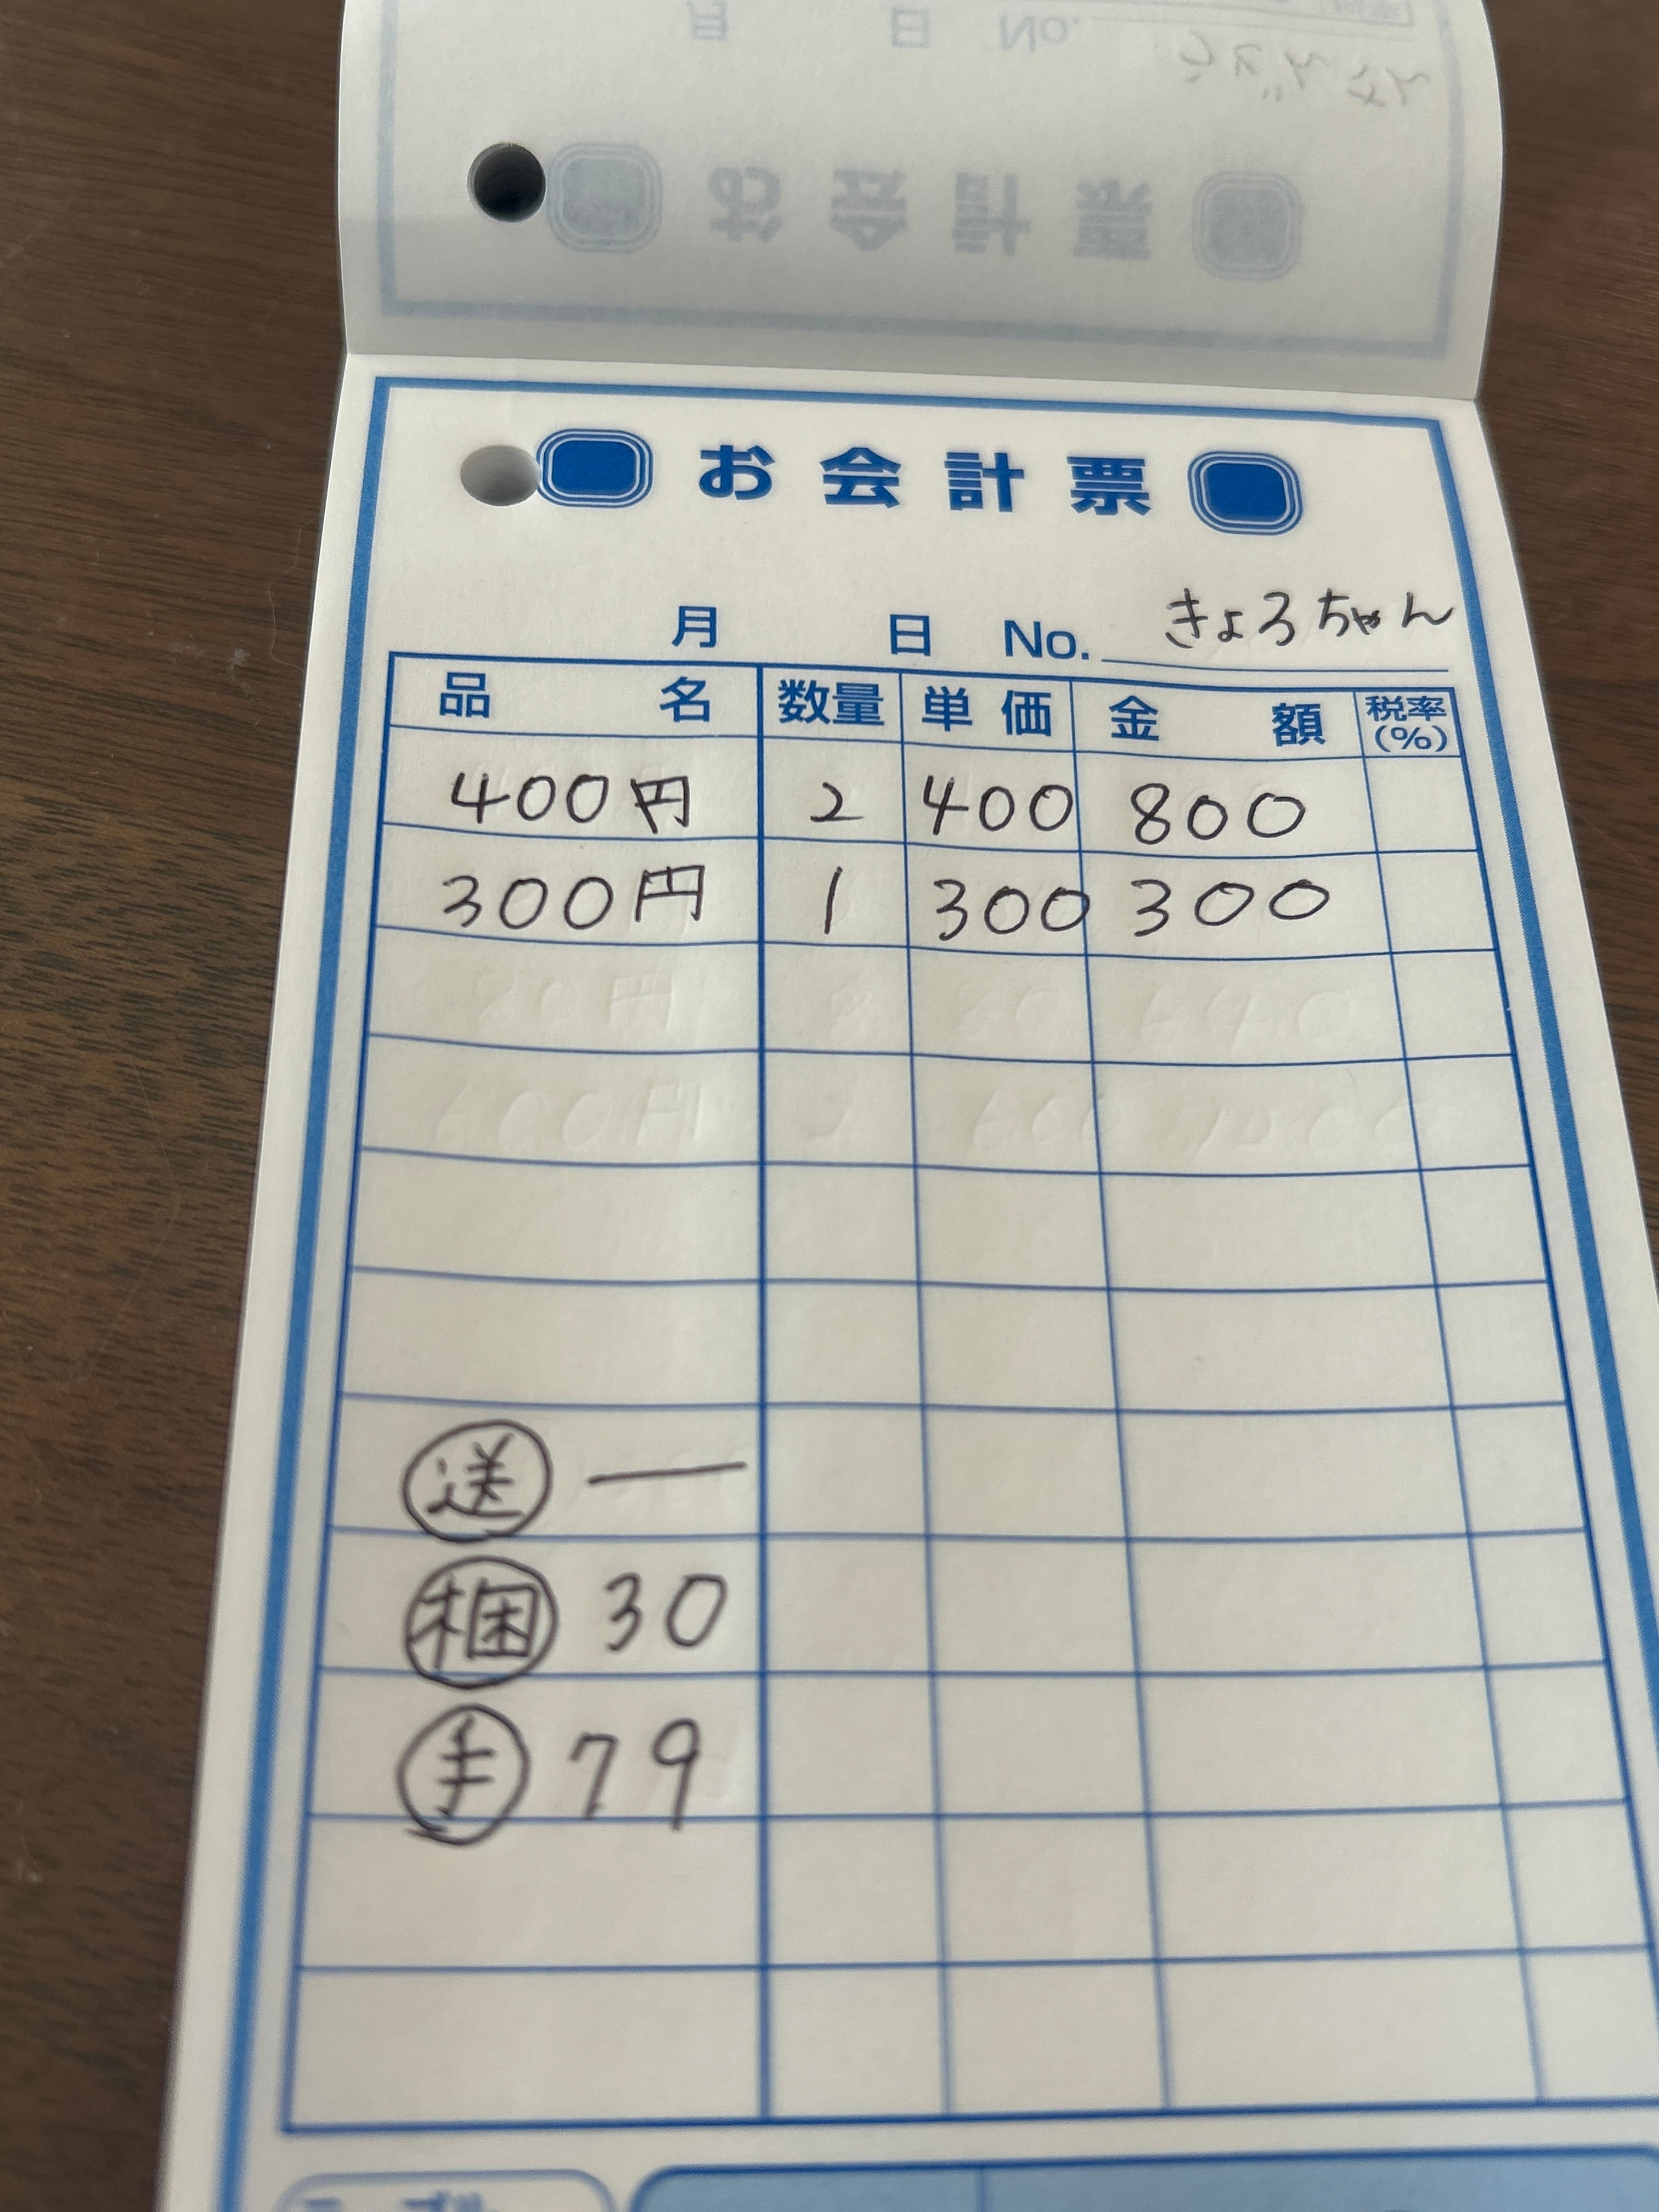 お会計票
月 日 No. きょろちゃん
品名 数量 単価 金額 税率(%)
400円 2 400 800
300円 1 300 300
送 —
梱 30
手 79